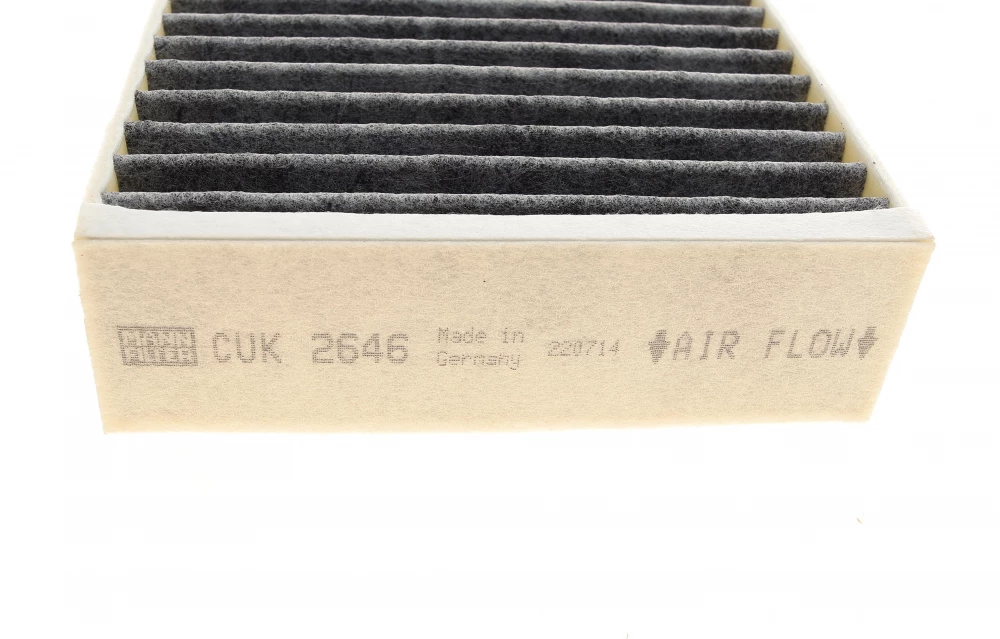 MANN
FILTER
CUK 2646
Made in
Germany
220714
AIR FLOW